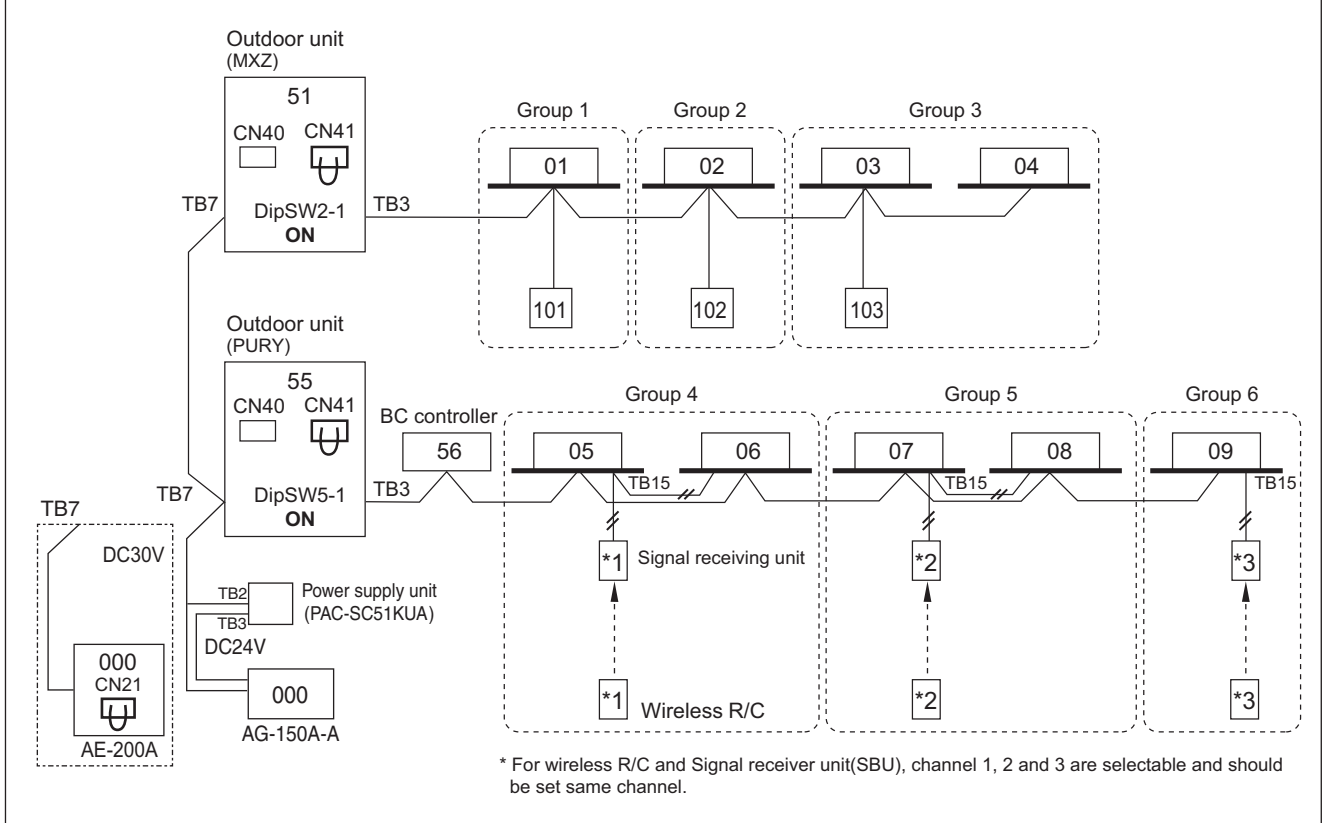 Outdoor unit
(MXZ)
51
CN40 CN41
TB7
DipSW2-1
ON
TB3
Group 1
Group 2
Group 3
01
02
03
04
101
102
103
Outdoor unit
(PURY)
55
CN40 CN41
TB7
DipSW5-1
ON
TB3
BC controller
56
Group 4
Group 5
Group 6
05
06
07
08
09
TB15
TB15
TB15
*1 Signal receiving unit
*2
*3
*1 Wireless R/C
*2
*3
TB7
DC30V
000
CN21
AE-200A
TB2
TB3
DC24V
Power supply unit
(PAC-SC51KUA)
000
AG-150A-A
* For wireless R/C and Signal receiver unit(SBU), channel 1, 2 and 3 are selectable and should
be set same channel.